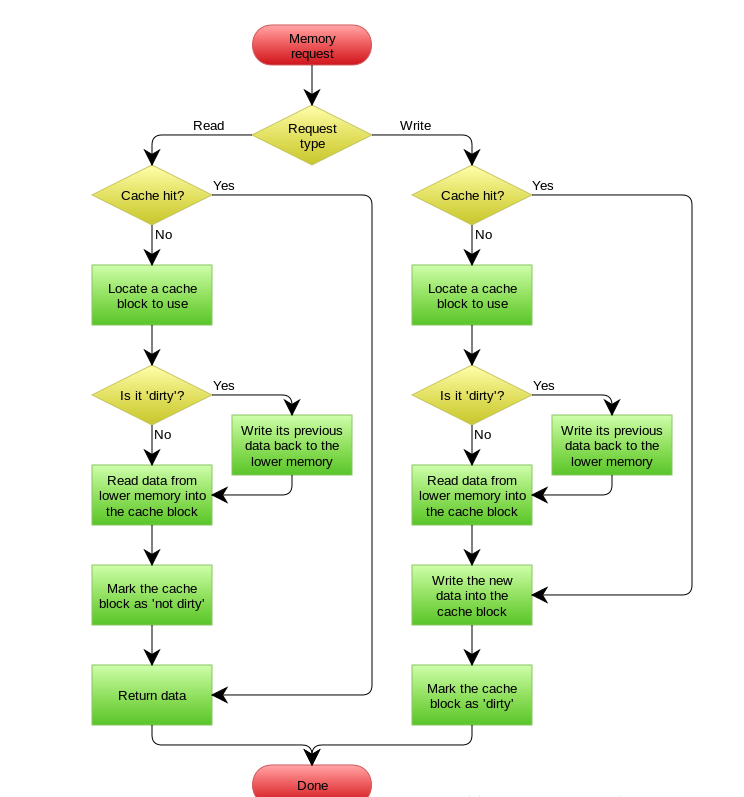 Memory
request
Request
type
Read
Write
Cache hit?
Yes
No
Locate a cache
block to use
Is it 'dirty'?
Yes
No
Write its previous
data back to the
lower memory
Read data from
lower memory into
the cache block
Mark the cache
block as 'not dirty'
Return data
Cache hit?
Yes
No
Locate a cache
block to use
Is it 'dirty'?
Yes
No
Write its previous
data back to the
lower memory
Read data from
lower memory into
the cache block
Write the new
data into the
cache block
Mark the cache
block as 'dirty'
Done